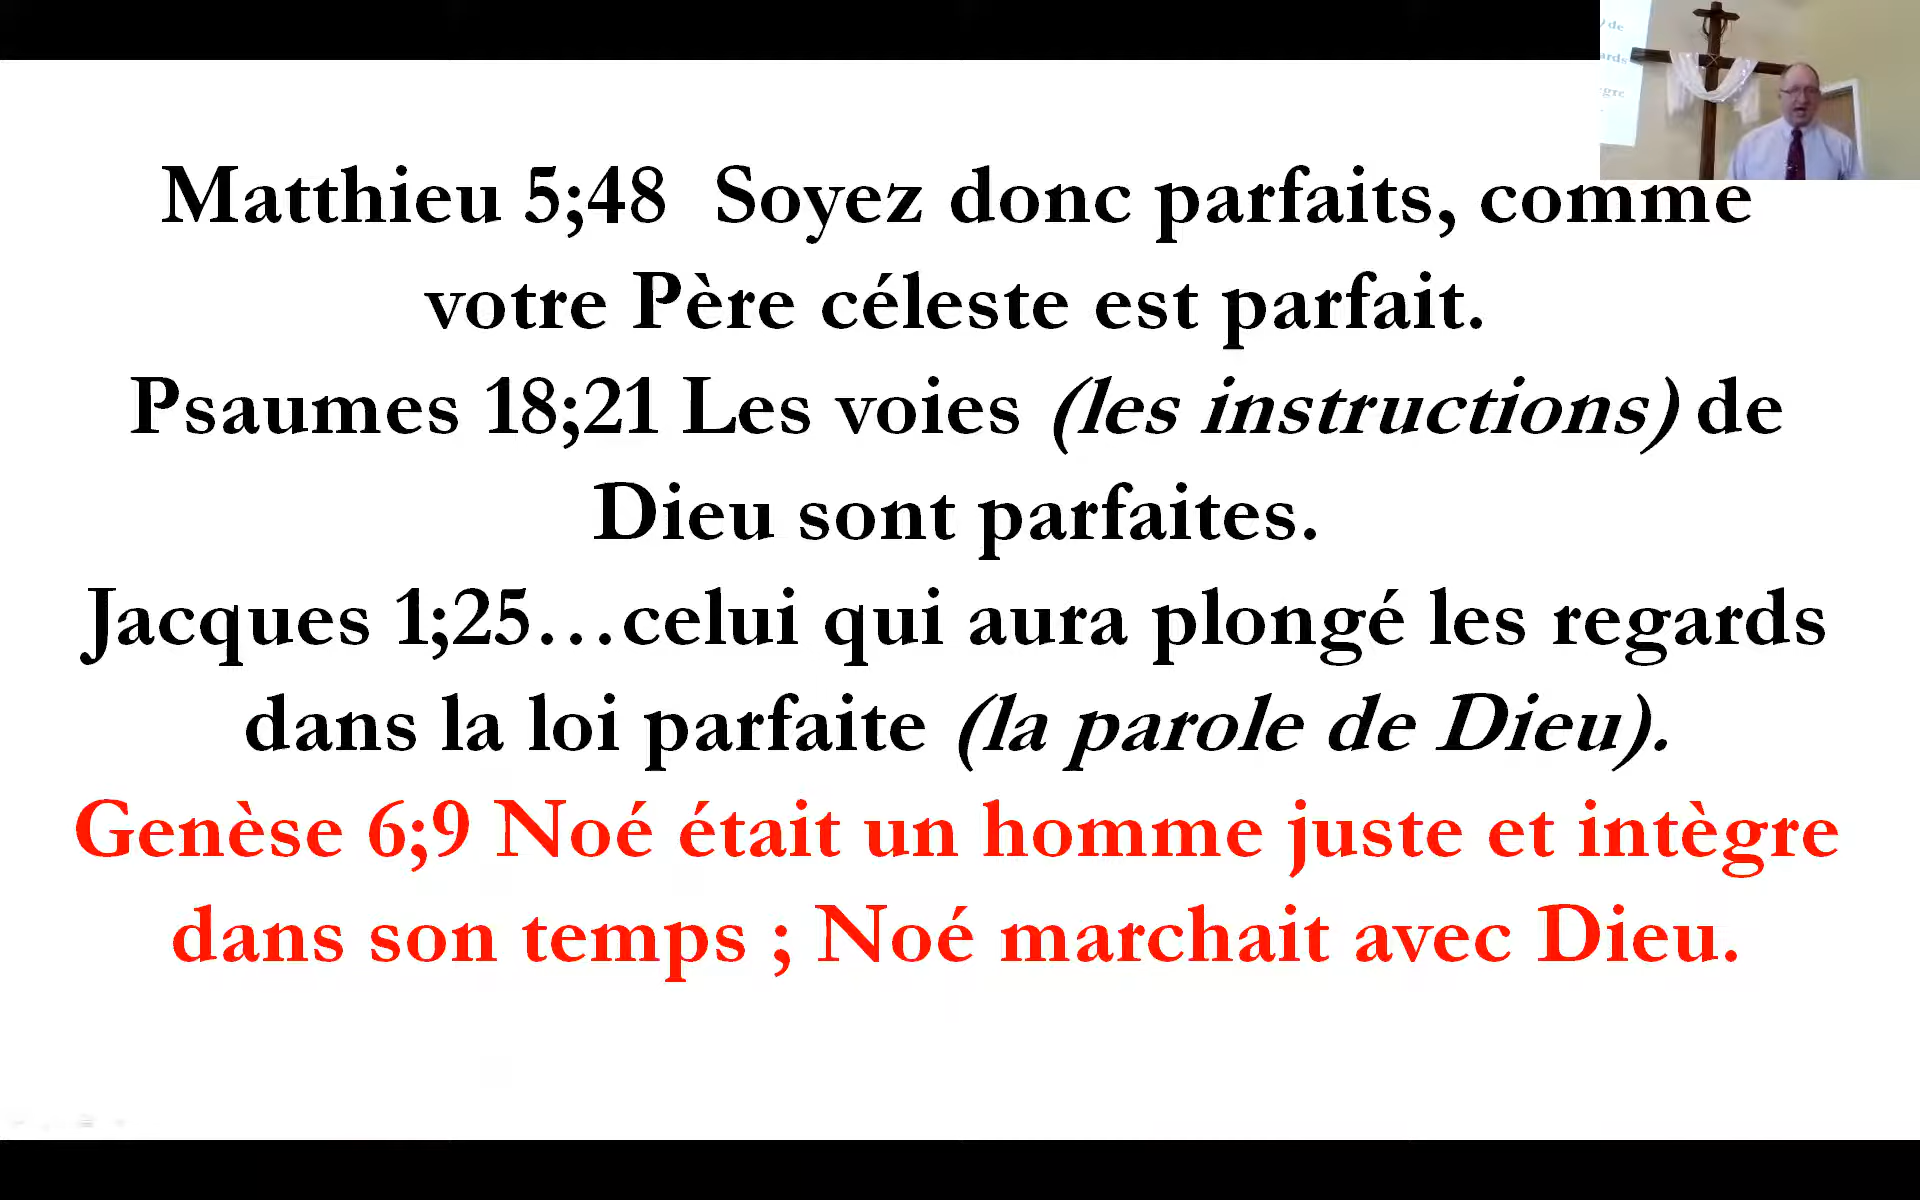 Matthieu 5;48  Soyez donc parfaits, comme
votre Père céleste est parfait.
Psaumes 18;21 Les voies (les instructions) de
Dieu sont parfaites.
Jacques 1;25…celui qui aura plongé les regards
dans la loi parfaite (la parole de Dieu).
Genèse 6;9 Noé était un homme juste et intègre
dans son temps ; Noé marchait avec Dieu.
de
ards
gre